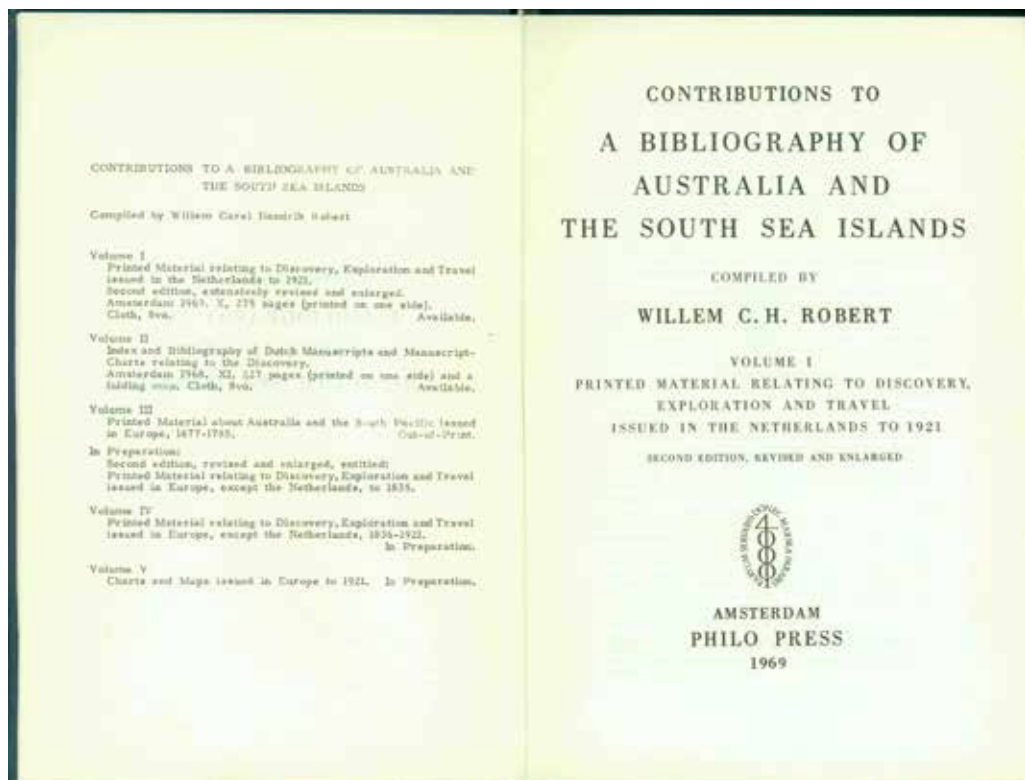 CONTRIBUTIONS TO A BIBLIOGRAPHY OF AUSTRALIA AND
THE SOUTH SEA ISLANDS
Compiled by Willem Carel Hendrik Robert
Volume I
Printed Material relating to Discovery, Exploration and Travel
issued in the Netherlands to 1921.
Second edition, extensively revised and enlarged.
Amsterdam 1969. X, pages (printed on one side).
Cloth, 8vo. Available.
Volume II
Index and Bibliography of Dutch Manuscripts and Manuscript-
Charts relating to the Discovery.
Amsterdam 1968. XI, pages (printed on one side) and a
folding map. Cloth, 8vo. Available.
Volume III
Printed Material about Australia and the South Pacific issued
in Europe, Out-of-Print.
In Preparation:
Second edition, revised and enlarged, entitled:
Printed Material relating to Discovery, Exploration and Travel
issued in Europe, except the Netherlands, to 1835.
Volume IV
Printed Material relating to Discovery, Exploration and Travel
issued in Europe, except the Netherlands, 1836-1921.
In Preparation.
Volume V
Charts and Maps issued in Europe to 1921. In Preparation.
CONTRIBUTIONS TO
A BIBLIOGRAPHY OF
AUSTRALIA AND
THE SOUTH SEA ISLANDS
COMPILED BY
WILLEM C.H. ROBERT
VOLUME I
PRINTED MATERIAL RELATING TO DISCOVERY,
EXPLORATION AND TRAVEL
ISSUED IN THE NETHERLANDS TO 1921
SECOND EDITION, REVISED AND ENLARGED
AMSTERDAM
PHILO PRESS
1969